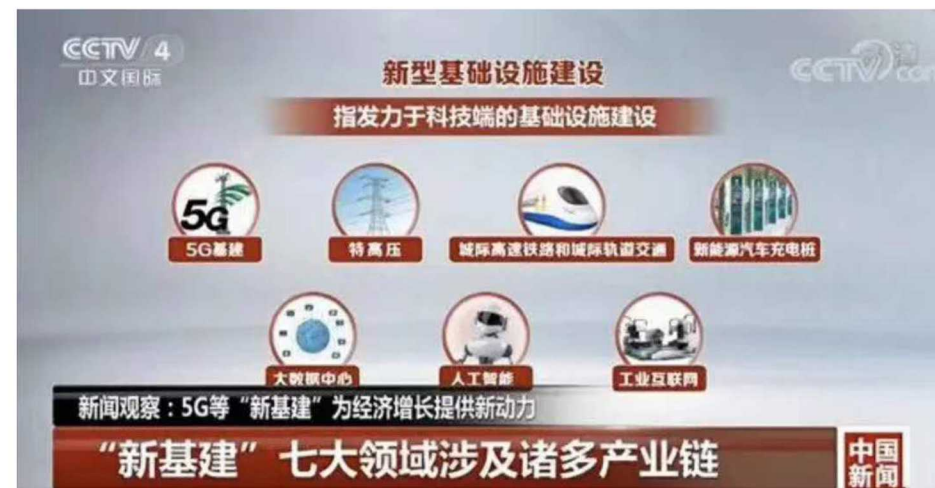 CCTV 4
中文国际
CCTV.com
新型基础设施建设
指发力于科技端的基础设施建设
5G
5G基建
特高压
城际高速铁路和城际轨道交通
新能源汽车充电桩
大数据中心
人工智能
工业互联网
新闻观察：5G等“新基建”为经济增长提供新动力
“新基建”七大领域涉及诸多产业链
中国
新闻